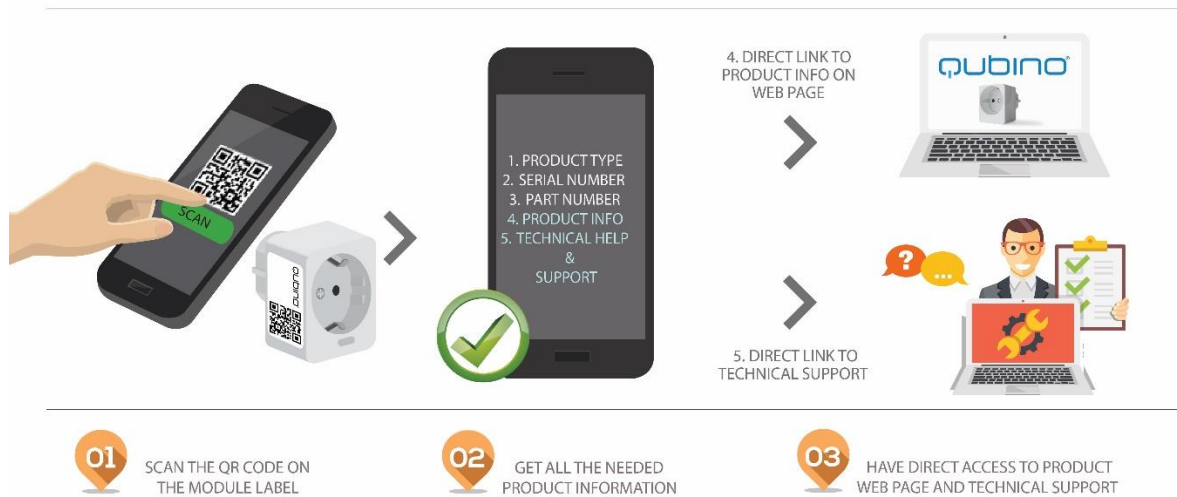 SCAN
qubino
1. PRODUCT TYPE
2. SERIAL NUMBER
3. PART NUMBER
4. PRODUCT INFO
5. TECHNICAL HELP
&
SUPPORT
4. DIRECT LINK TO
PRODUCT INFO ON
WEB PAGE
QUBINO®
?
...
5. DIRECT LINK TO
TECHNICAL SUPPORT
01
SCAN THE QR CODE ON
THE MODULE LABEL
02
GET ALL THE NEEDED
PRODUCT INFORMATION
03
HAVE DIRECT ACCESS TO PRODUCT
WEB PAGE AND TECHNICAL SUPPORT